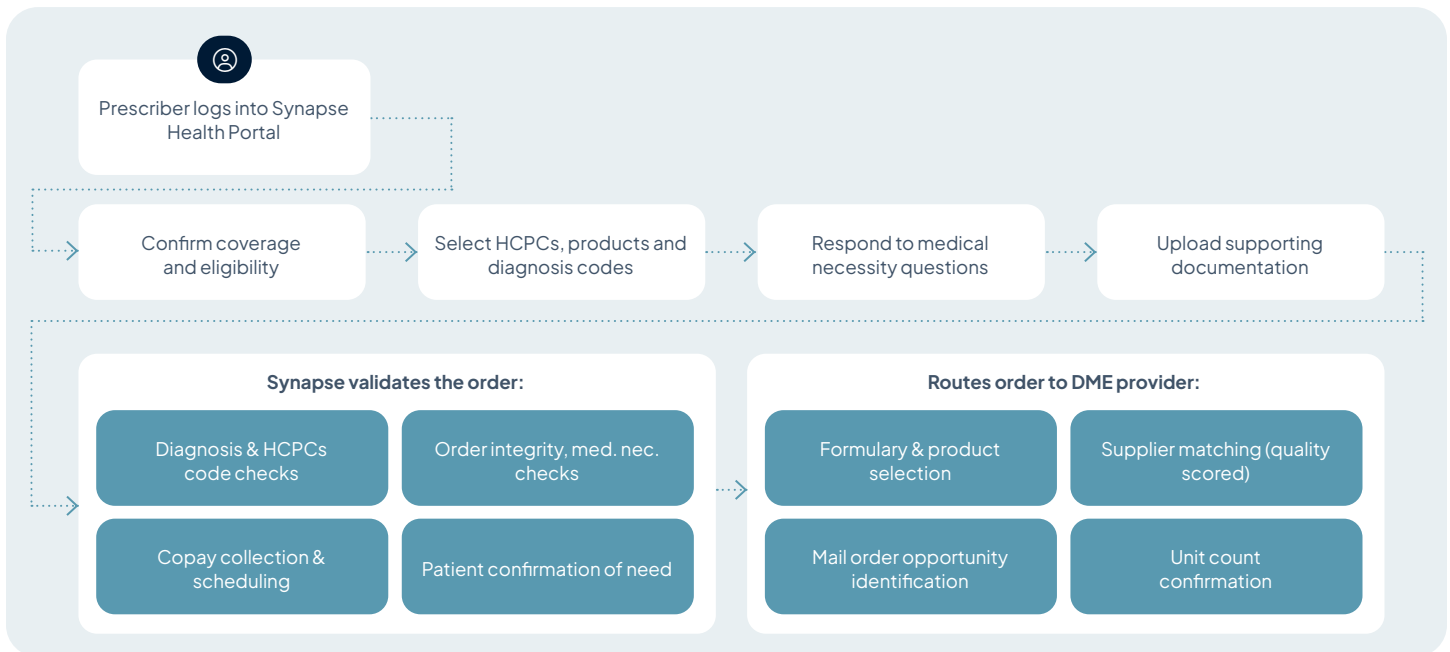 Prescriber logs into Synapse
Health Portal
Confirm coverage
and eligibility
Select HCPCs, products and
diagnosis codes
Respond to medical
necessity questions
Upload supporting
documentation
Synapse validates the order:
Diagnosis & HCPCs
code checks
Order integrity, med. nec.
checks
Copay collection &
scheduling
Patient confirmation of need
Routes order to DME provider:
Formulary & product
selection
Supplier matching (quality
scored)
Mail order opportunity
identification
Unit count
confirmation